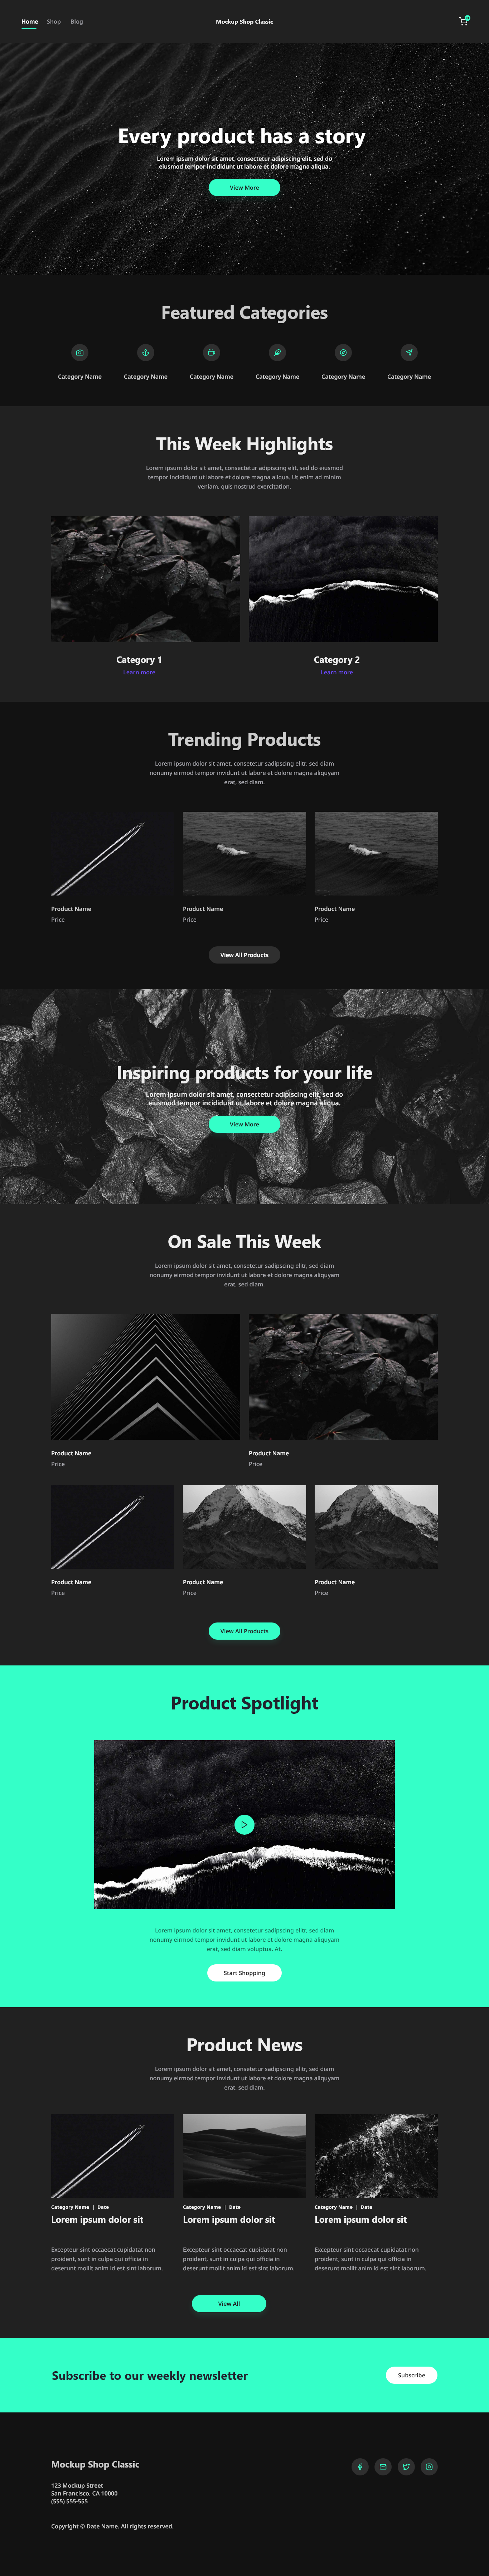 Home Shop Blog
Mockup Shop Classic
Every product has a story
Lorem ipsum dolor sit amet, consectetur adipiscing elit, sed do
eiusmod tempor incididunt ut labore et dolore magna aliqua.
View More
Featured Categories
Category Name
Category Name
Category Name
Category Name
Category Name
Category Name
This Week Highlights
Lorem ipsum dolor sit amet, consectetur adipiscing elit, sed do eiusmod
tempor incididunt ut labore et dolore magna aliqua. Ut enim ad minim
veniam, quis nostrud exercitation.
Category 1
Learn more
Category 2
Learn more
Trending Products
Lorem ipsum dolor sit amet, consetetur sadipscing elitr, sed diam
nonumy eirmod tempor invidunt ut labore et dolore magna aliquyam
erat, sed diam.
Product Name
Price
Product Name
Price
Product Name
Price
View All Products
Inspiring products for your life
Lorem ipsum dolor sit amet, consectetur adipiscing elit, sed do
eiusmod tempor incididunt ut labore et dolore magna aliqua.
View More
On Sale This Week
Lorem ipsum dolor sit amet, consetetur sadipscing elitr, sed diam
nonumy eirmod tempor invidunt ut labore et dolore magna aliquyam
erat, sed diam.
Product Name
Price
Product Name
Price
Product Name
Price
Product Name
Price
Product Name
Price
View All Products
Product Spotlight
Lorem ipsum dolor sit amet, consetetur sadipscing elitr, sed diam
nonumy eirmod tempor invidunt ut labore et dolore magna aliquyam
erat, sed diam voluptua. At.
Start Shopping
Product News
Lorem ipsum dolor sit amet, consetetur sadipscing elitr, sed diam
nonumy eirmod tempor invidunt ut labore et dolore magna aliquyam
erat, sed diam.
Category Name | Date
Lorem ipsum dolor sit
Excepteur sint occaecat cupidatat non
proident, sunt in culpa qui officia in
deserunt mollit anim id est sint laborum.
Category Name | Date
Lorem ipsum dolor sit
Excepteur sint occaecat cupidatat non
proident, sunt in culpa qui officia in
deserunt mollit anim id est sint laborum.
Category Name | Date
Lorem ipsum dolor sit
Excepteur sint occaecat cupidatat non
proident, sunt in culpa qui officia in
deserunt mollit anim id est sint laborum.
View All
Subscribe to our weekly newsletter
Subscribe
Mockup Shop Classic
123 Mockup Street
San Francisco, CA 10000
(555) 555-555
Copyright © Date Name. All rights reserved.